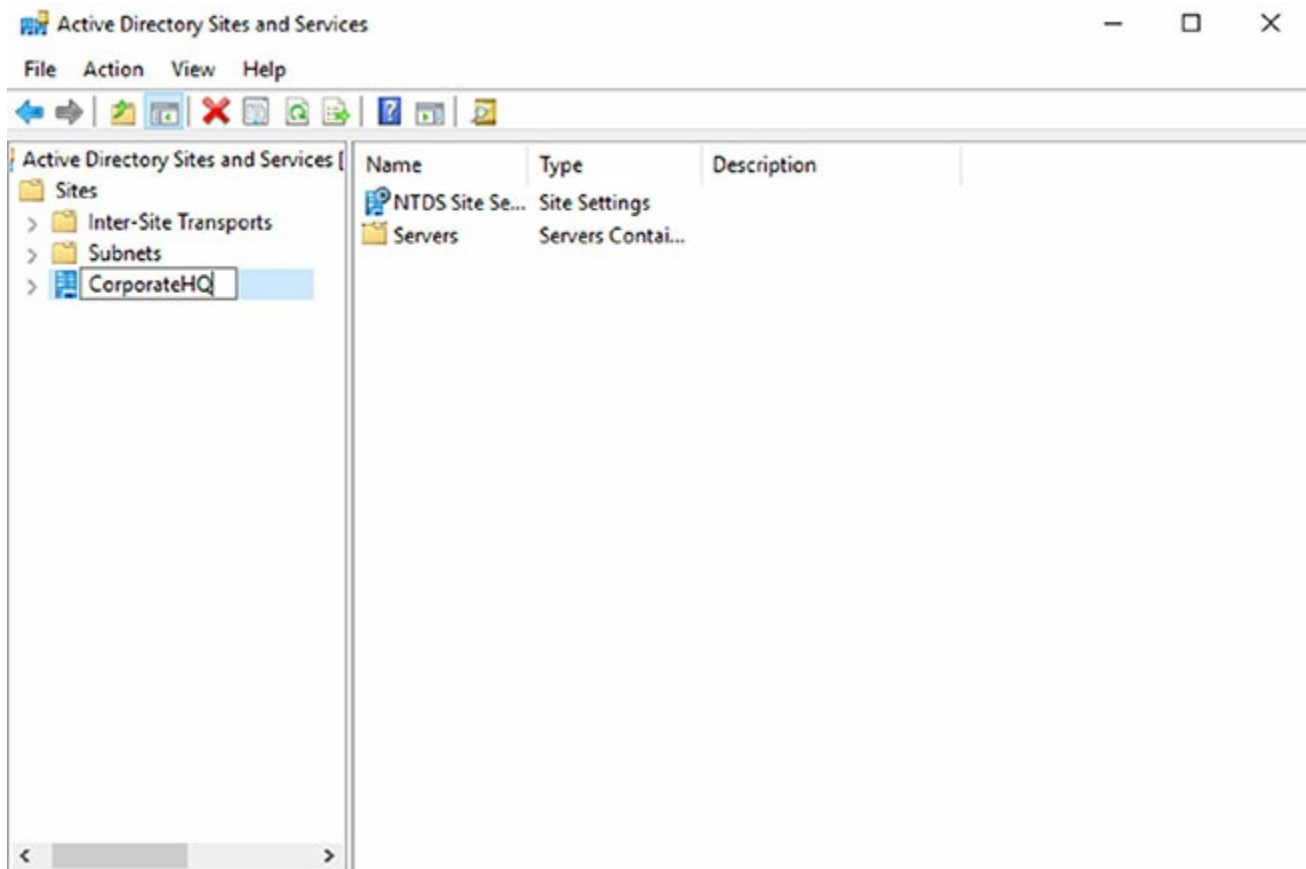 Active Directory Sites and Services
File Action View Help
Active Directory Sites and Services [
Sites
Inter-Site Transports
Subnets
CorporateHQ
Name Type Description
NTDS Site Se... Site Settings
Servers Servers Contai...